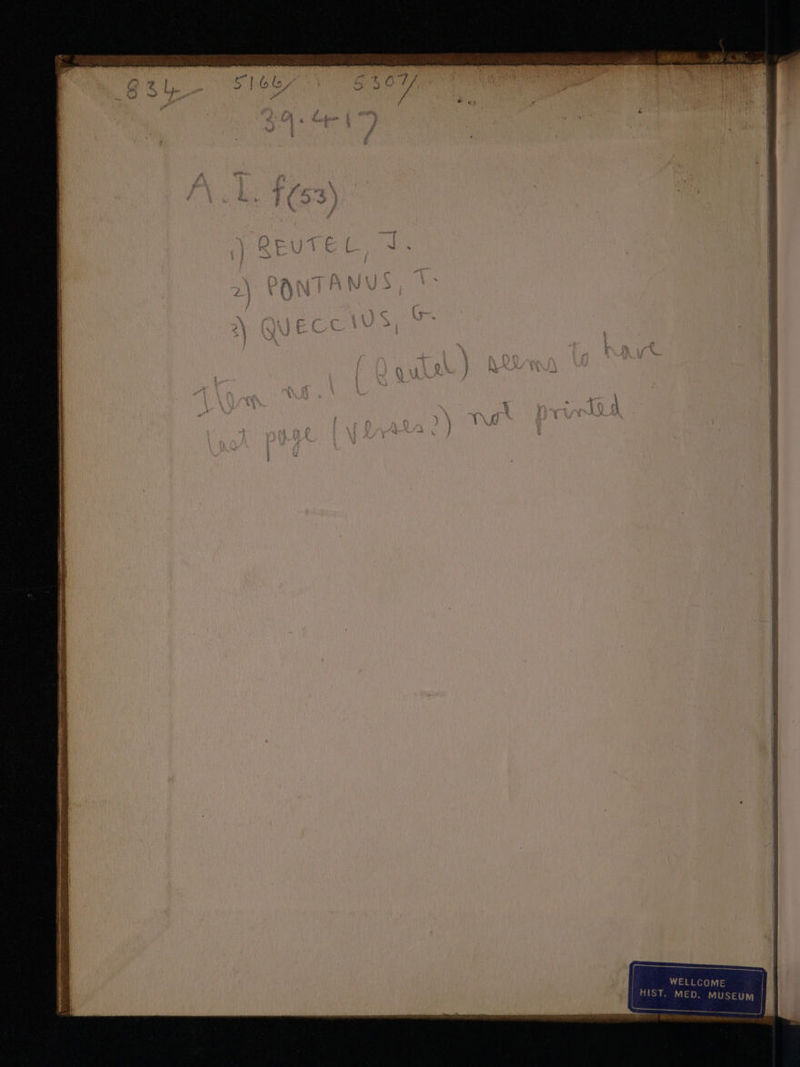 834 5166/ 5307/
39.417
A.I. f(53)
1) BEUTEL, J.
2) PONTANUS, T.
3) QUECCIUS, G.
Item no. 1 (Beutel) seems to have
last page (verses?) not printed
WELLCOME
HIST. MED. MUSEUM